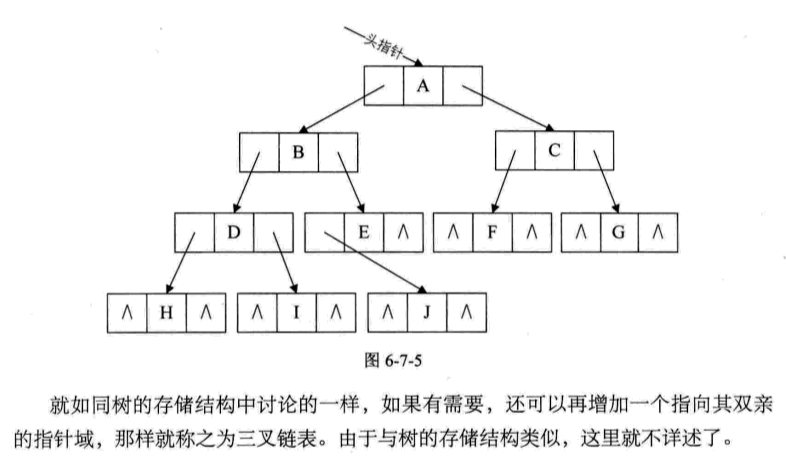 头指针
A
B C
D E ∧ ∧ F ∧ ∧ G ∧
∧ H ∧ ∧ I ∧ ∧ J ∧
图 6-7-5
就如同树的存储结构中讨论的一样，如果有需要，还可以再增加一个指向其双亲
的指针域，那样就称之为三叉链表。由于与树的存储结构类似，这里就不详述了。